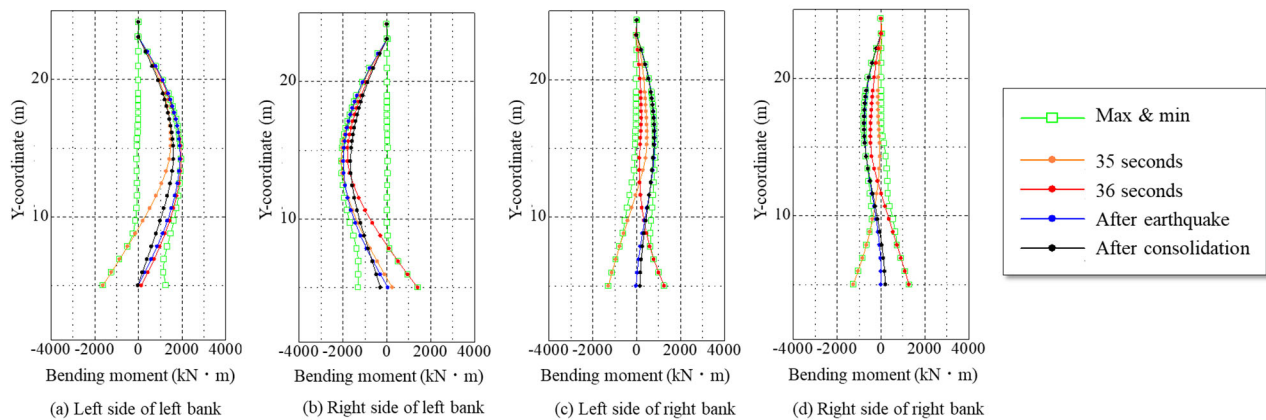 Y-coordinate (m)
20
10
-4000 -2000 0 2000 4000
Bending moment (kN・m)
(a) Left side of left bank
Y-coordinate (m)
20
10
-4000 -2000 0 2000 4000
Bending moment (kN・m)
(b) Right side of left bank
Y-coordinate (m)
20
10
-4000 -2000 0 2000 4000
Bending moment (kN・m)
(c) Left side of right bank
Y-coordinate (m)
20
10
-4000 -2000 0 2000 4000
Bending moment (kN・m)
(d) Right side of right bank
Max & min
35 seconds
36 seconds
After earthquake
After consolidation